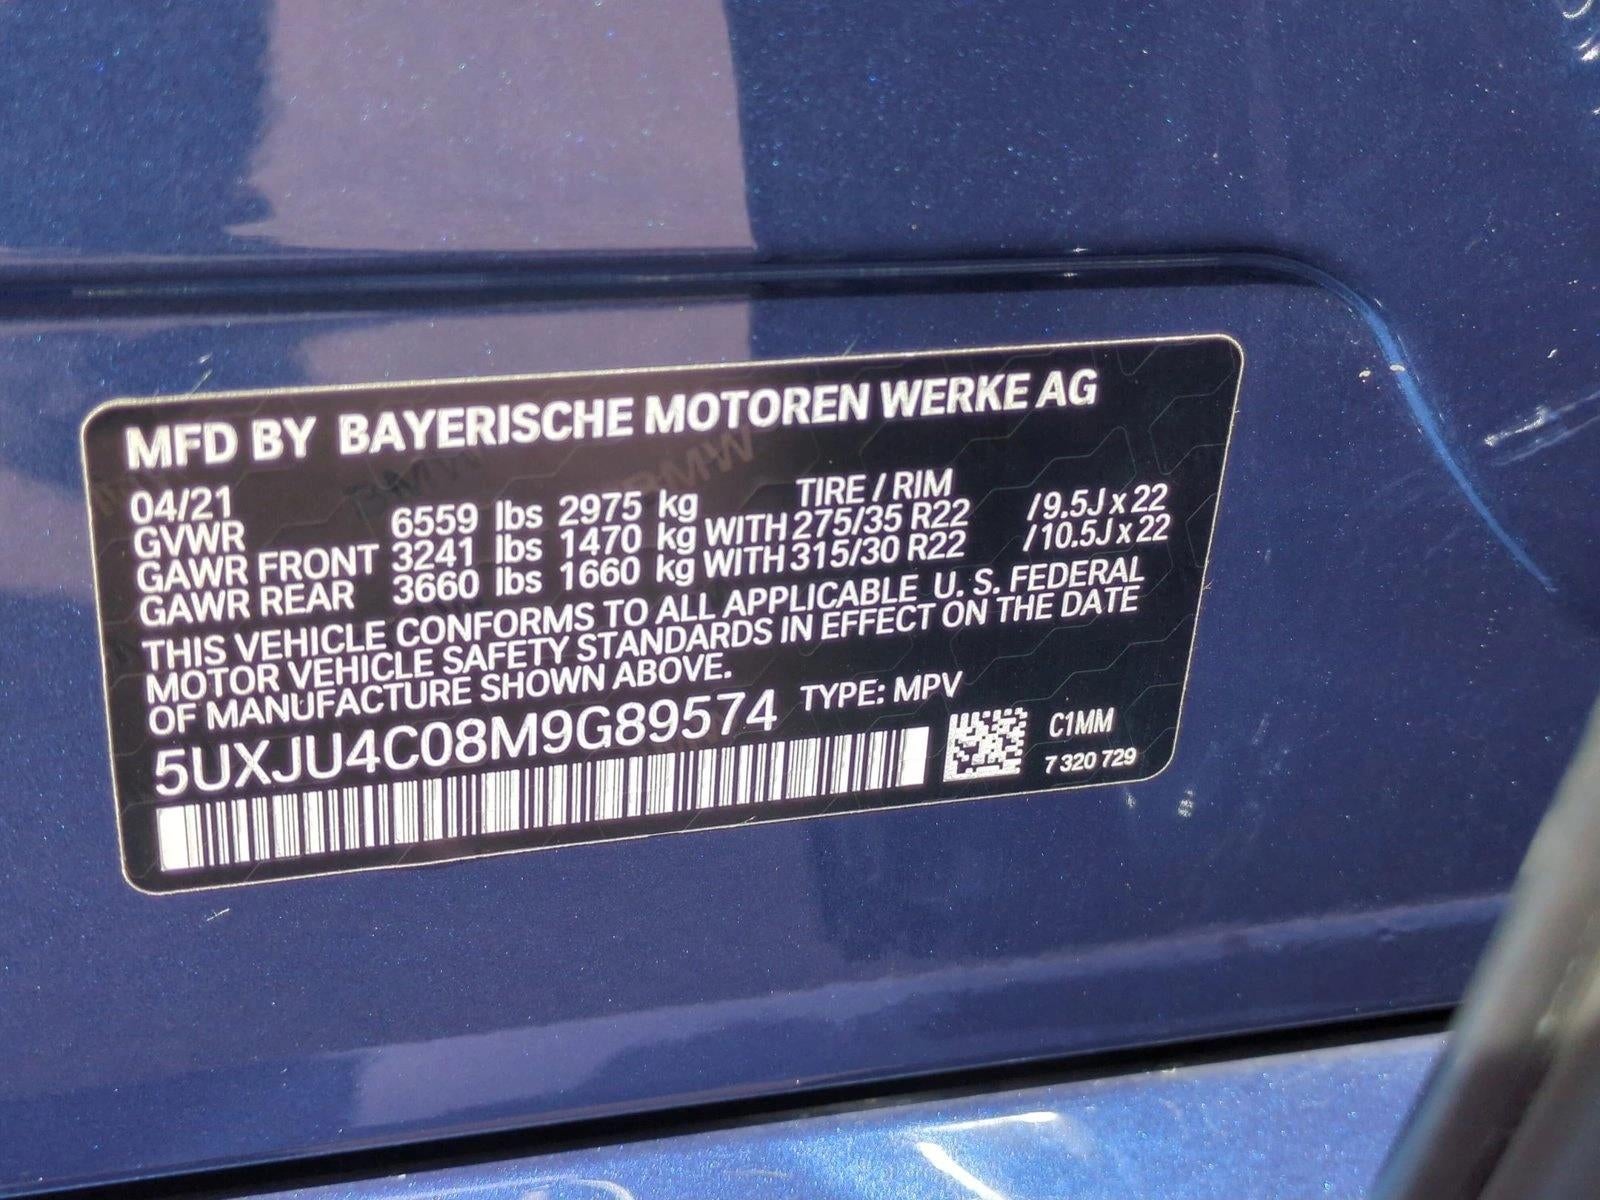 MFD BY BAYERISCHE MOTOREN WERKE AG
04/21 TIRE / RIM
GVWR 6559 lbs 2975 kg
GAWR FRONT 3241 lbs 1470 kg WITH 275/35 R22 /9.5J x 22
GAWR REAR 3660 lbs 1660 kg WITH 315/30 R22 /10.5J x 22
THIS VEHICLE CONFORMS TO ALL APPLICABLE U. S. FEDERAL
MOTOR VEHICLE SAFETY STANDARDS IN EFFECT ON THE DATE
OF MANUFACTURE SHOWN ABOVE.
5UXJU4C08M9G89574 TYPE: MPV
C1MM
7 320 729